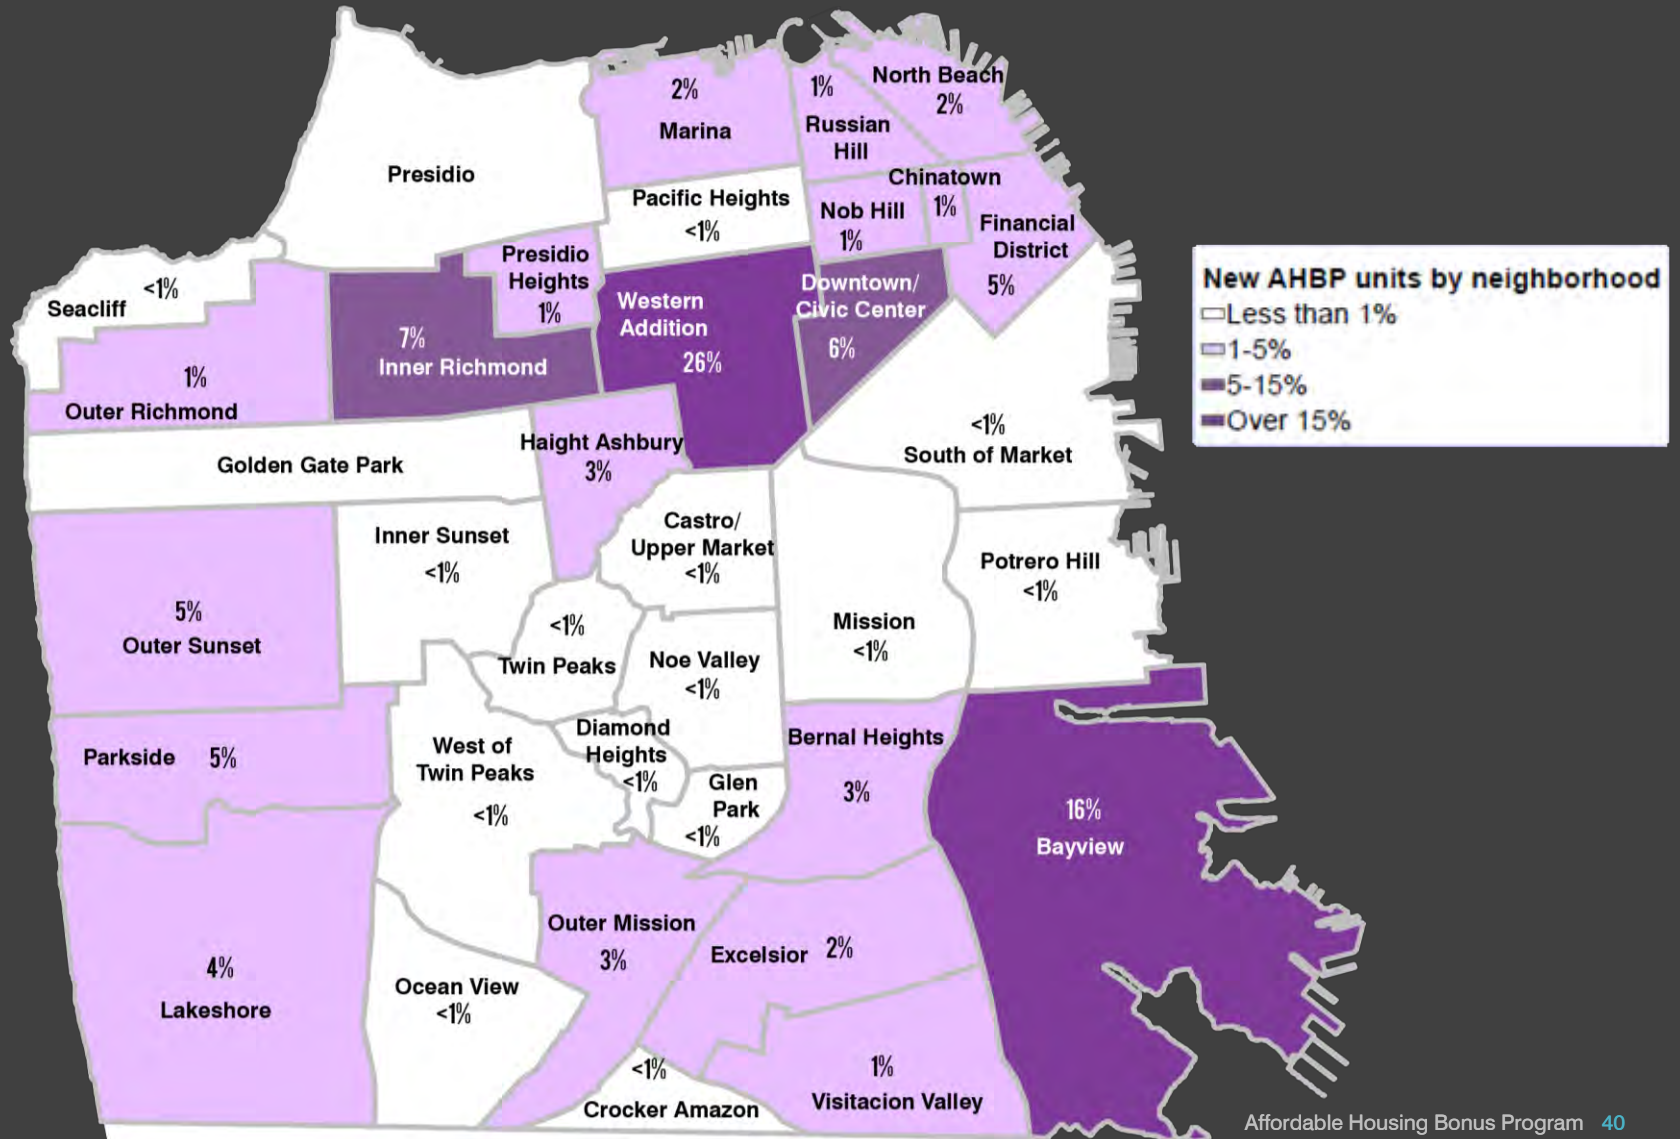 North Beach
2%
2%
Marina
1%
Russian
Hill
Presidio
Chinatown
1%
Pacific Heights
<1%
Nob Hill
1%
Financial
District
5%
Presidio
Heights
1%
<1%
Seacliff
Western
Addition
26%
Downtown/
Civic Center
6%
7%
Inner Richmond
1%
Outer Richmond
New AHBP units by neighborhood
Less than 1%
1-5%
5-15%
Over 15%
<1%
South of Market
Haight Ashbury
3%
Golden Gate Park
Inner Sunset
<1%
Castro/
Upper Market
<1%
Potrero Hill
<1%
5%
Outer Sunset
<1%
Twin Peaks
Mission
<1%
Noe Valley
<1%
Parkside 5%
West of
Twin Peaks
<1%
Diamond
Heights
<1%
Glen
Park
<1%
Bernal Heights
3%
16%
Bayview
4%
Lakeshore
Ocean View
<1%
Outer Mission
3%
Excelsior 2%
<1%
Crocker Amazon
1%
Visitacion Valley
Affordable Housing Bonus Program 40